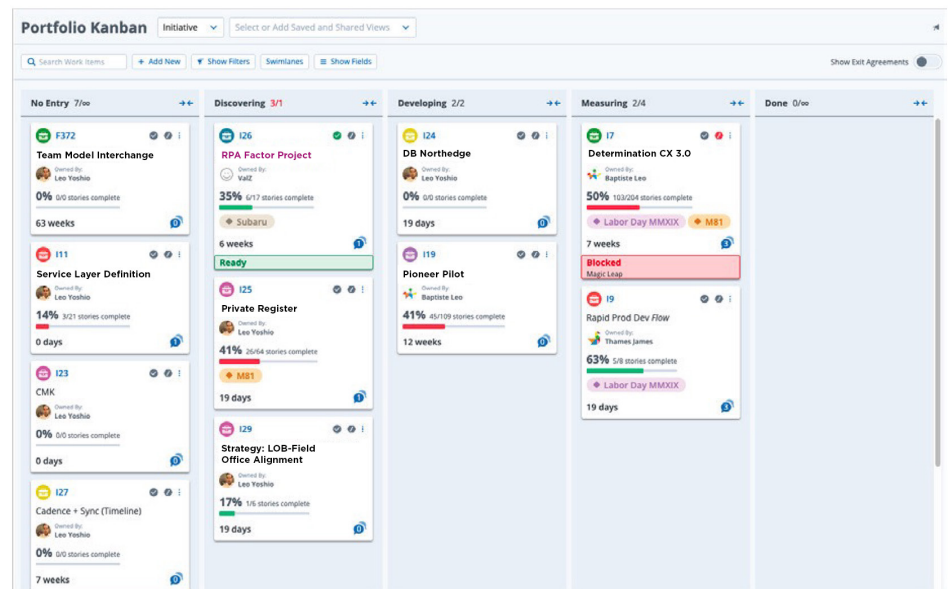 Portfolio Kanban Initiative Select or Add Saved and Shared Views
Search Work Items + Add New Show Filters Swimlanes Show Fields Show Exit Agreements
No Entry 7/∞
F372
Team Model Interchange
Owned By:
Leo Yoshio
0% 0/0 stories complete
63 weeks 0
I11
Service Layer Definition
Owned By:
Leo Yoshio
14% 3/21 stories complete
0 days 1
I23
CMK
Owned By:
Leo Yoshio
0% 0/0 stories complete
0 days 0
I27
Cadence + Sync (Timeline)
Owned By:
Leo Yoshio
0% 0/0 stories complete
7 weeks 0
Discovering 3/1
I26
RPA Factor Project
Owned By:
ValZ
35% 6/17 stories complete
Subaru
6 weeks 1
Ready
I25
Private Register
Owned By:
Leo Yoshio
41% 26/64 stories complete
M81
19 days 1
I29
Strategy: LOB-Field
Office Alignment
Owned By:
Leo Yoshio
17% 1/6 stories complete
19 days 0
Developing 2/2
I24
DB Northedge
Owned By:
Leo Yoshio
0% 0/0 stories complete
19 days 0
I19
Pioneer Pilot
Owned By:
Baptiste Leo
41% 45/109 stories complete
12 weeks 0
Measuring 2/4
I7
Determination CX 3.0
Owned By:
Baptiste Leo
50% 103/204 stories complete
Labor Day MMXIX M81
7 weeks 3
Blocked
Magic Leap
I9
Rapid Prod Dev Flow
Owned By:
Thames James
63% 5/8 stories complete
Labor Day MMXIX
19 days 3
Done 0/∞